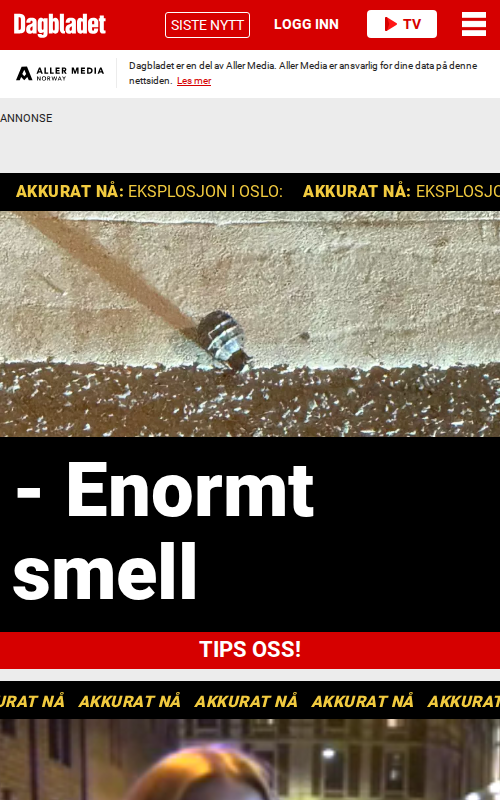 Dagbladet
SISTE NYTT
LOGG INN
TV
ALLER MEDIA
NORWAY
Dagbladet er en del av Aller Media. Aller Media er ansvarlig for dine data på denne
nettsiden. Les mer
ANNONSE
AKKURAT NÅ: EKSPLOSJON I OSLO: AKKURAT NÅ: EKSPLOSJO
- Enormt
smell
TIPS OSS!
URAT NÅ AKKURAT NÅ AKKURAT NÅ AKKURAT NÅ AKKURAT